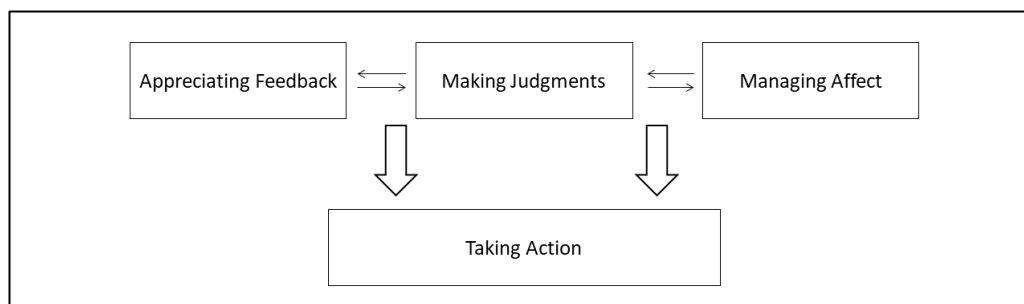 Appreciating Feedback
Making Judgments
Managing Affect
Taking Action